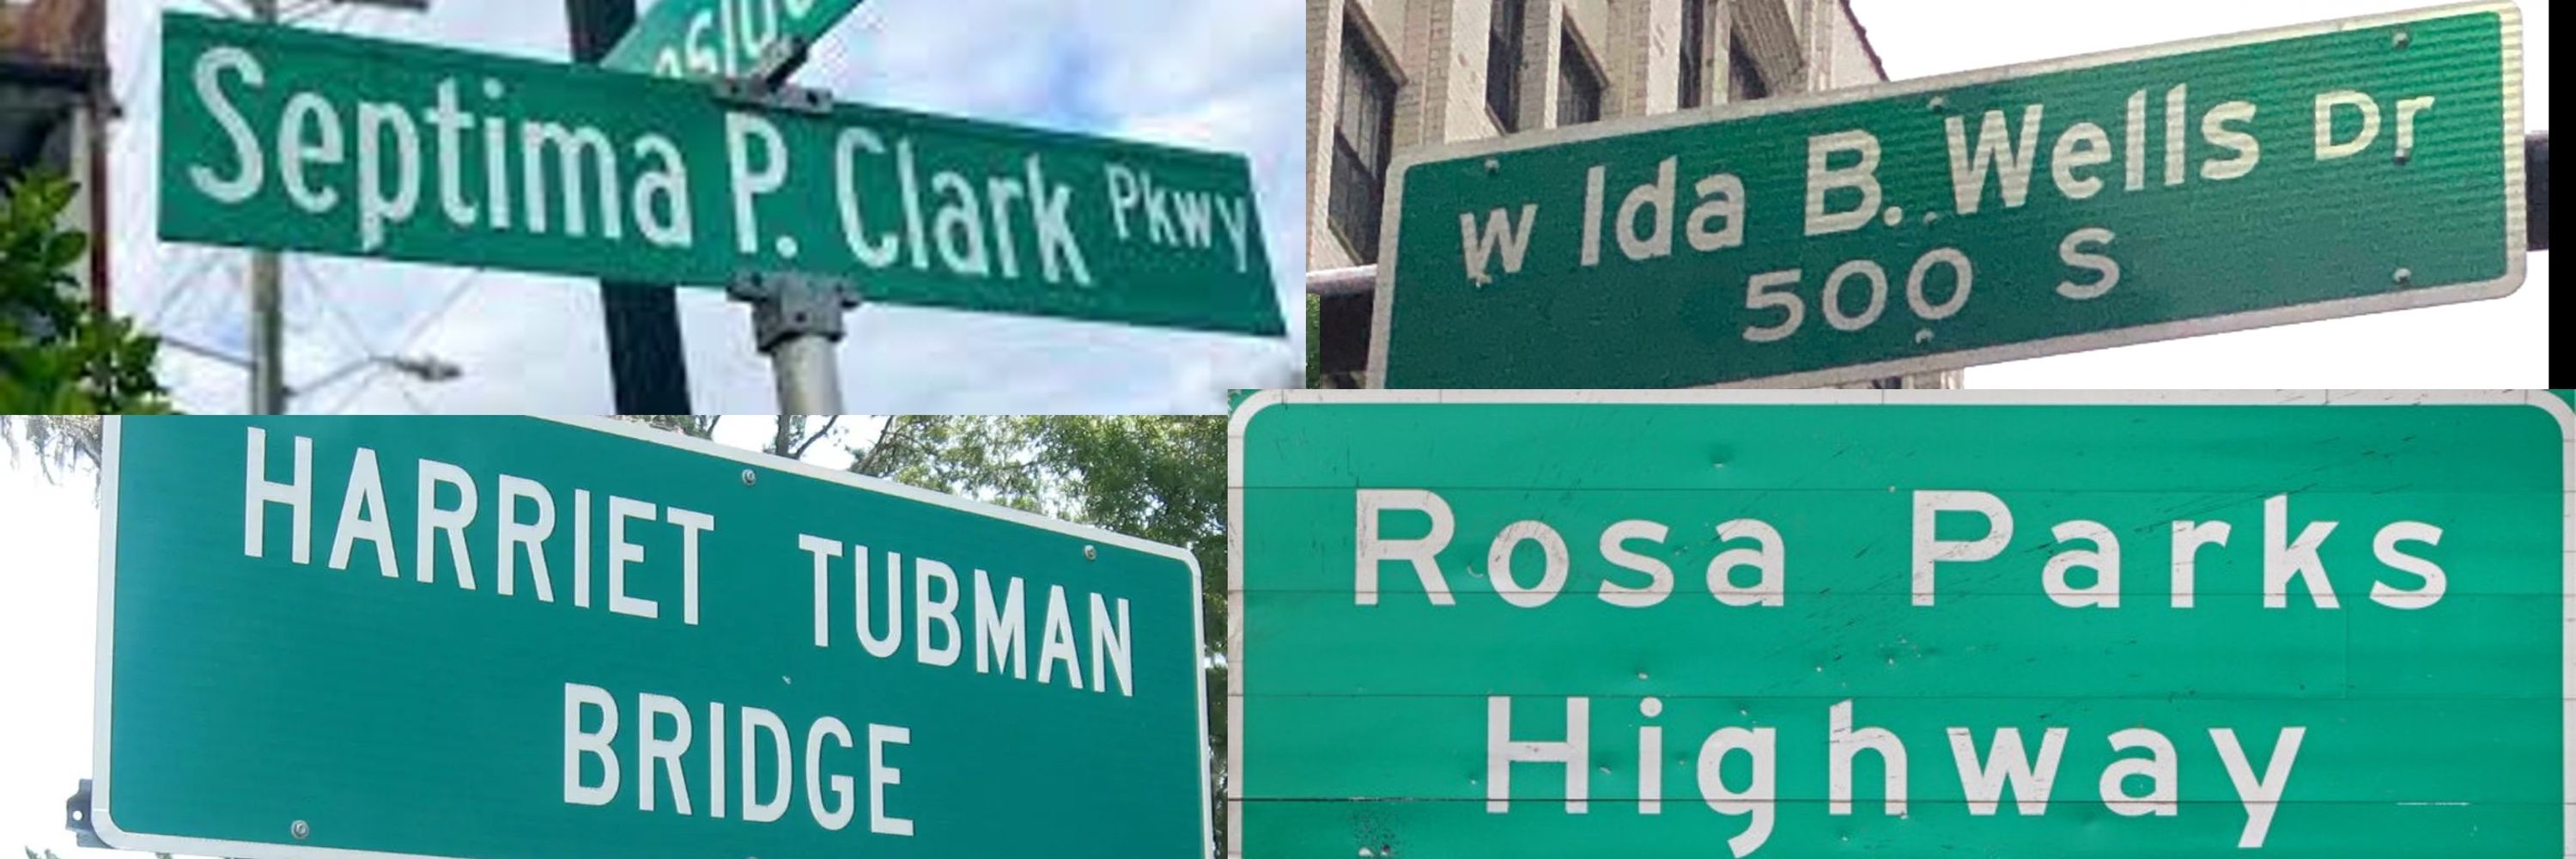 Septima P. Clark Pkwy
W Ida B. Wells Dr
500 S
HARRIET TUBMAN
BRIDGE
Rosa Parks
Highway